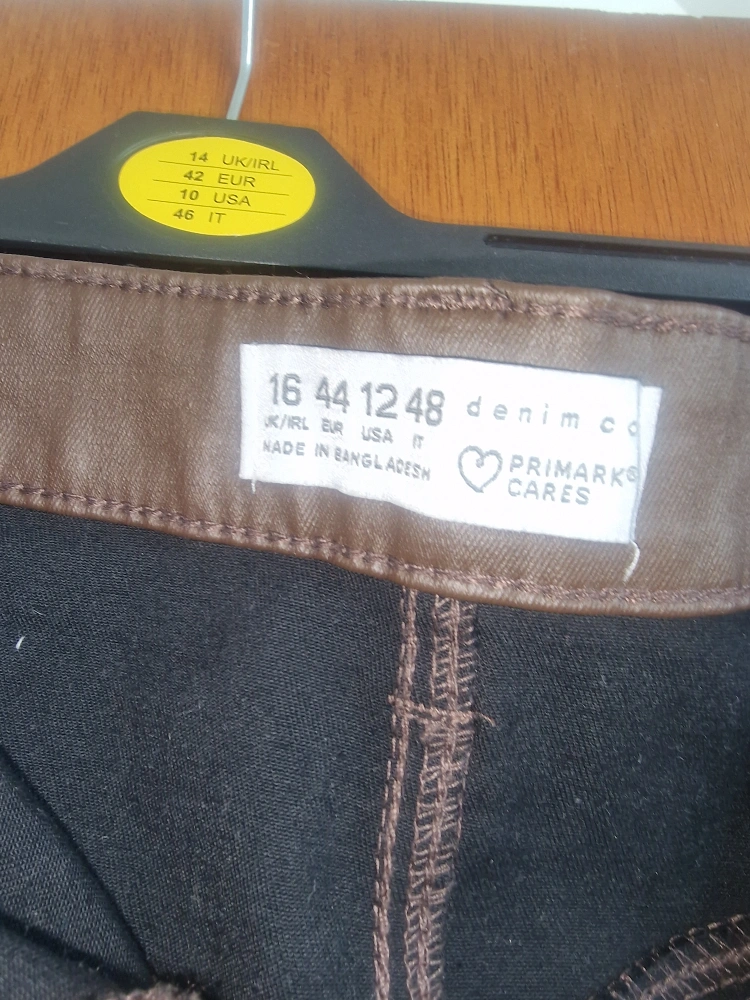 14 UK/IRL
42 EUR
10 USA
46 IT
16 44 12 48
UK/IRL EUR USA IT
MADE IN BANGLADESH
denim co
PRIMARK®
CARES